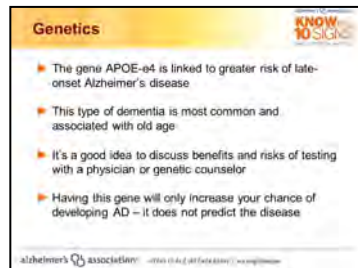 Genetics
KNOW
10 SIGNS
The gene APOE-e4 is linked to greater risk of late-
onset Alzheimer's disease
This type of dementia is most common and
associated with old age
It's a good idea to discuss benefits and risks of testing
with a physician or genetic counselor
Having this gene will only increase your chance of
developing AD – it does not predict the disease
alzheimer's association